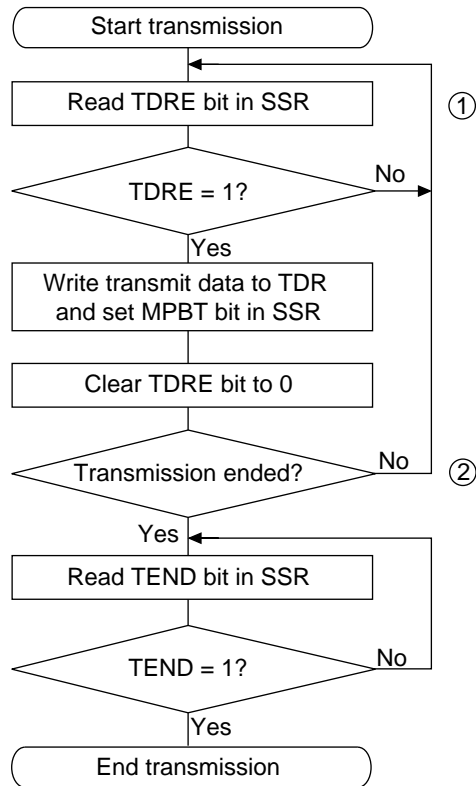 Start transmission
Read TDRE bit in SSR
①
TDRE = 1?
No
Yes
Write transmit data to TDR
and set MPBT bit in SSR
Clear TDRE bit to 0
Transmission ended?
No
②
Yes
Read TEND bit in SSR
TEND = 1?
No
Yes
End transmission